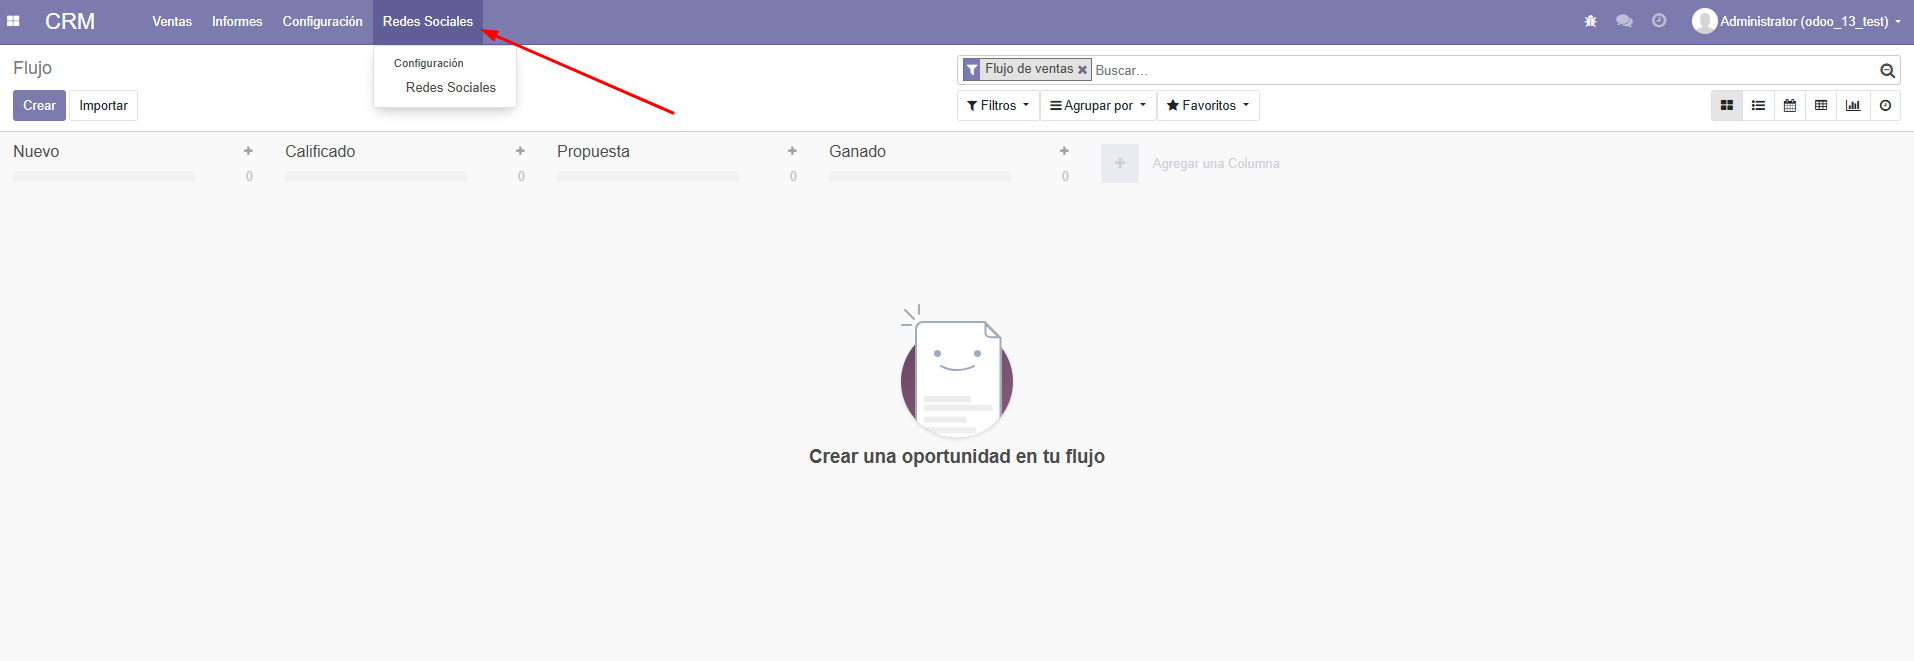 CRM Ventas Informes Configuración Redes Sociales Administrator (odoo_13_test)
Configuración
Redes Sociales
Flujo
Flujo de ventas Buscar...
Crear Importar Filtros Agrupar por Favoritos
Nuevo Calificado Propuesta Ganado
0 0 0 0
Agregar una Columna
Crear una oportunidad en tu flujo